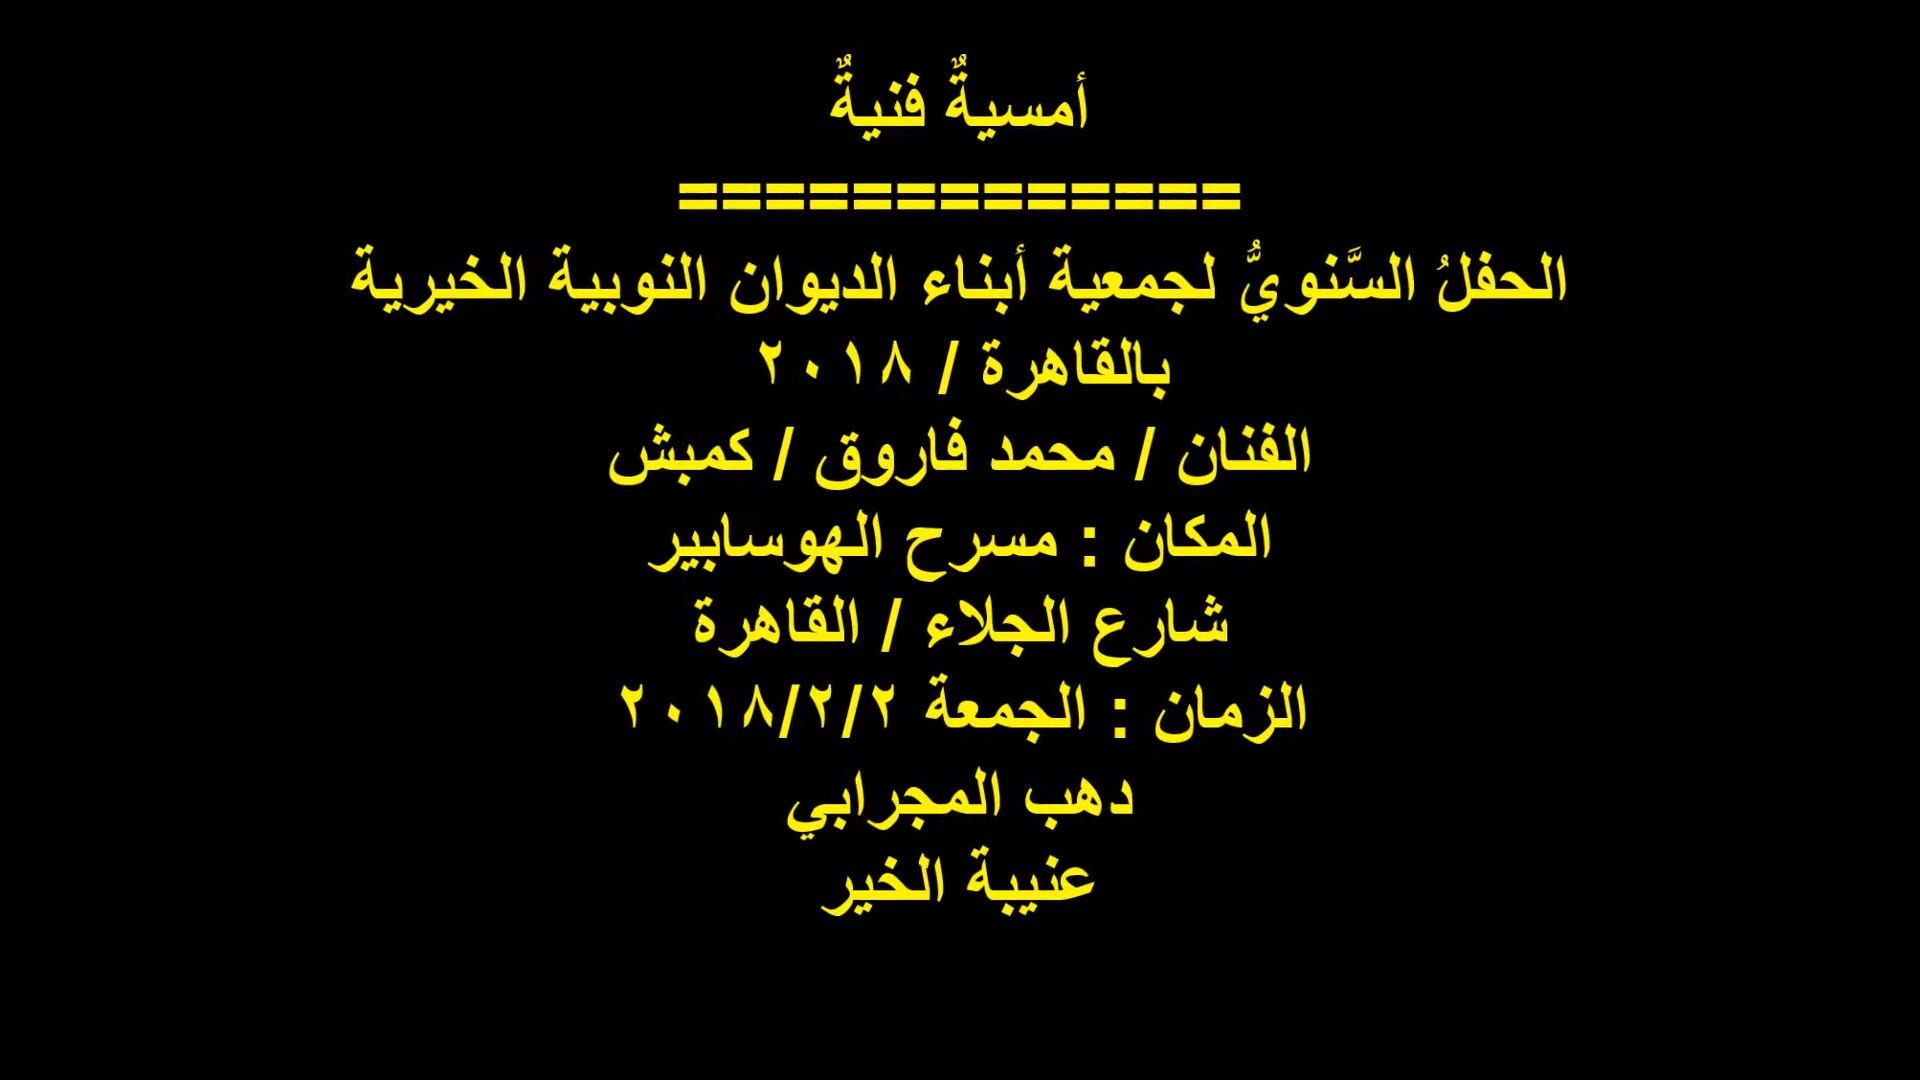 أمسيةٌ فنيةٌ
=============
الحفلُ السَّنويُّ لجمعية أبناء الديوان النوبية الخيرية
بالقاهرة / ٢٠١٨
الفنان / محمد فاروق / كمبش
المكان : مسرح الهوسابير
شارع الجلاء / القاهرة
الزمان : الجمعة ٢/٢/٢٠١٨
دهب المجرابي
عنيبة الخير